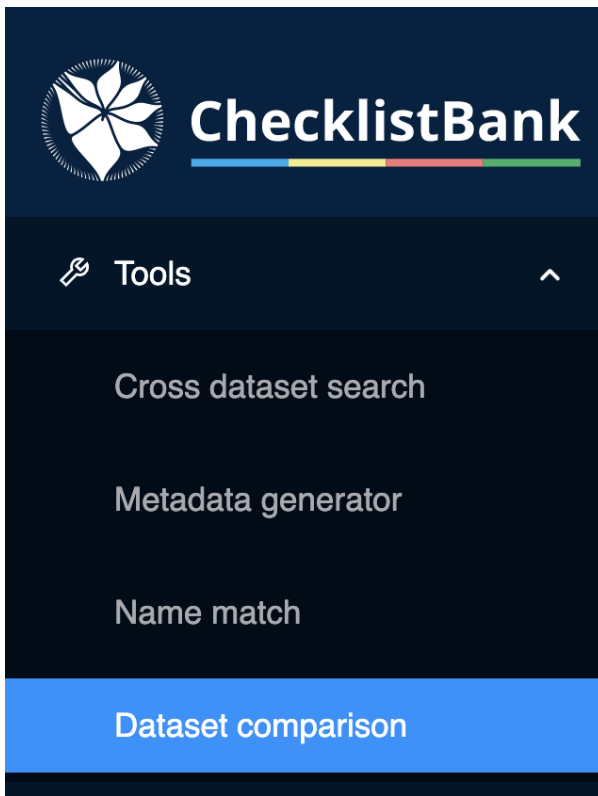 ChecklistBank
Tools
Cross dataset search
Metadata generator
Name match
Dataset comparison